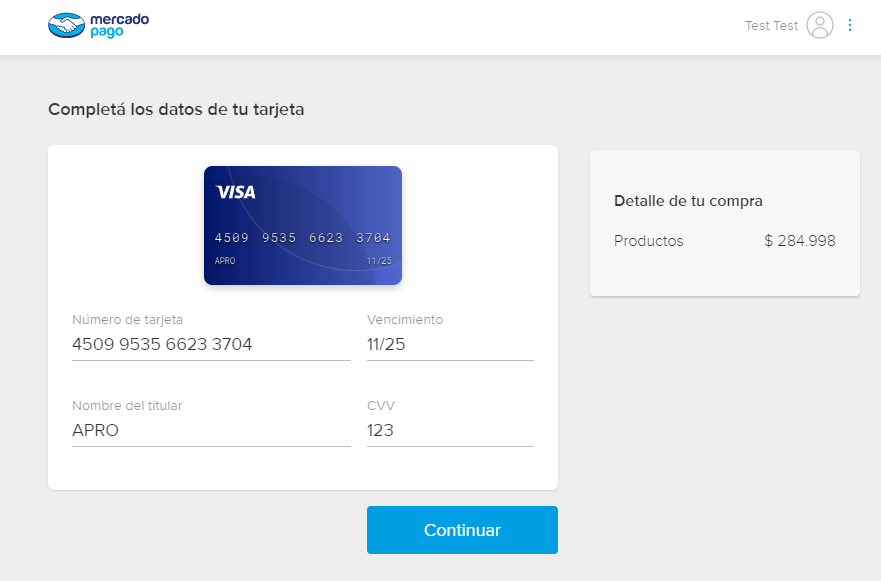 mercado
pago
Test Test
Completá los datos de tu tarjeta
VISA
4509 9535 6623 3704
APRO 11/25
Número de tarjeta Vencimiento
4509 9535 6623 3704 11/25
Nombre del titular CVV
APRO 123
Continuar
Detalle de tu compra
Productos $ 284.998